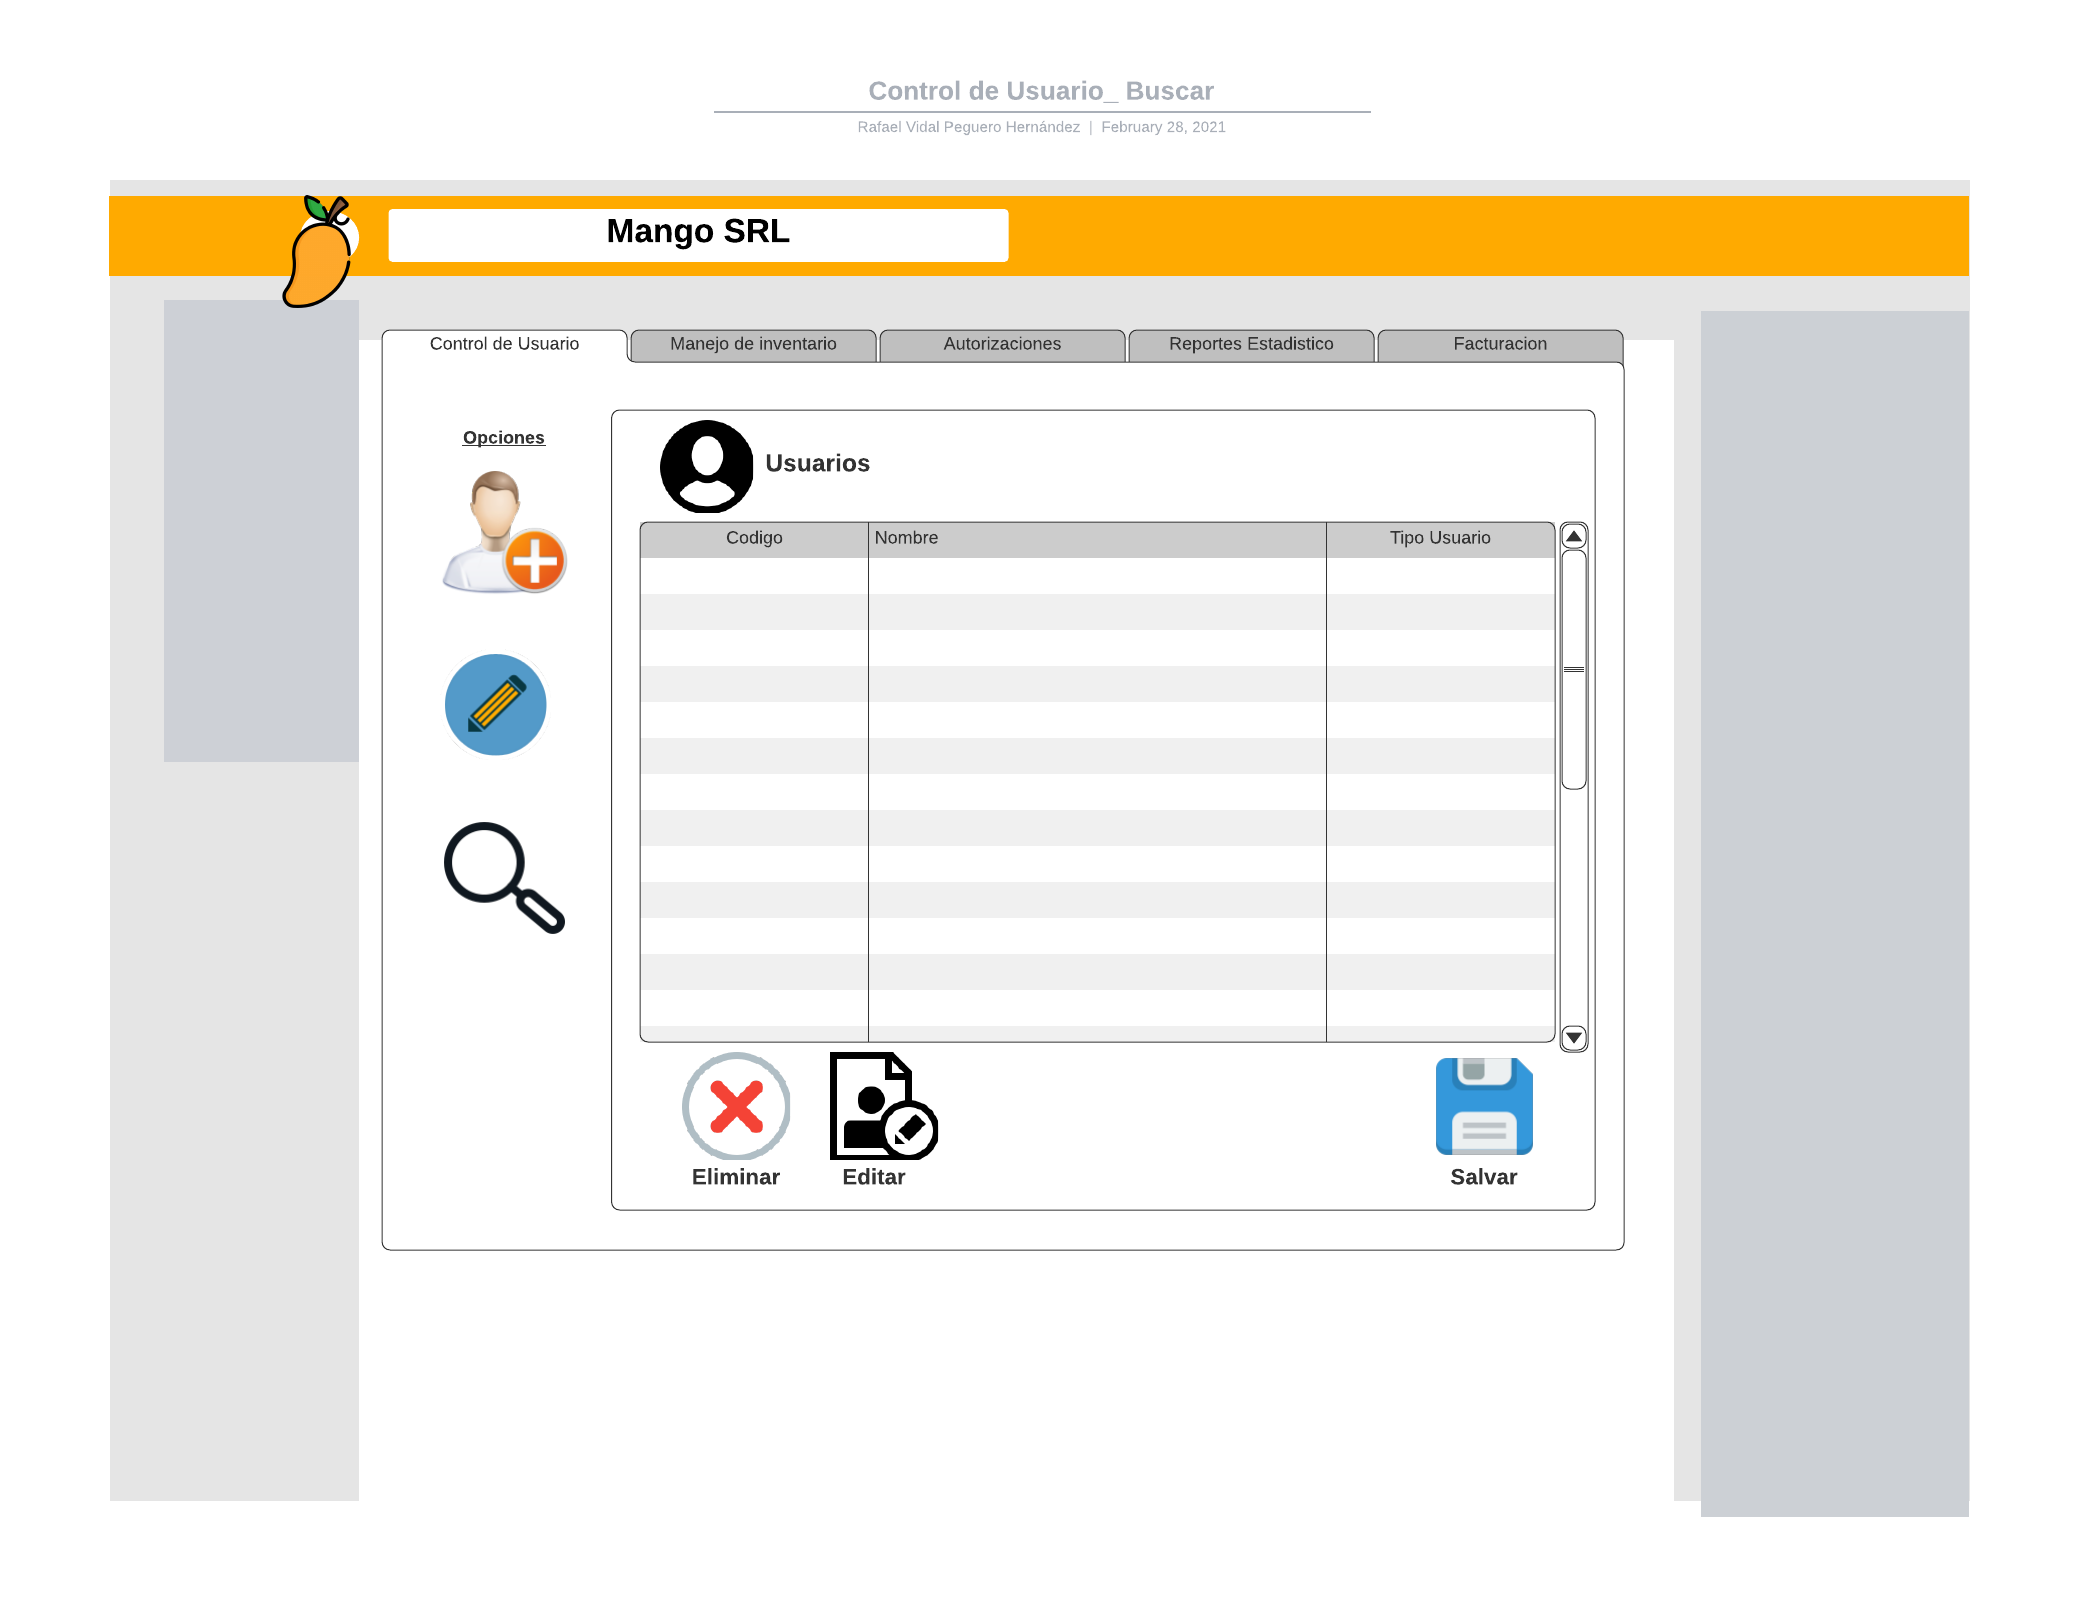 Control de Usuario_ Buscar
Rafael Vidal Peguero Hernández | February 28, 2021
Mango SRL
Control de Usuario
Manejo de inventario
Autorizaciones
Reportes Estadistico
Facturacion
Opciones
Usuarios
Codigo
Nombre
Tipo Usuario
Eliminar
Editar
Salvar